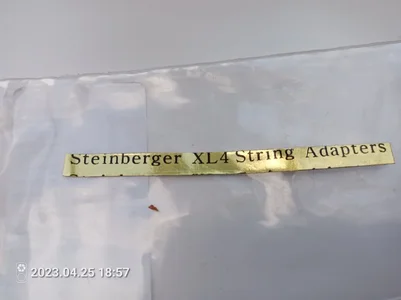 Steinberger XL4 String Adapters
2023.04.25 18:57